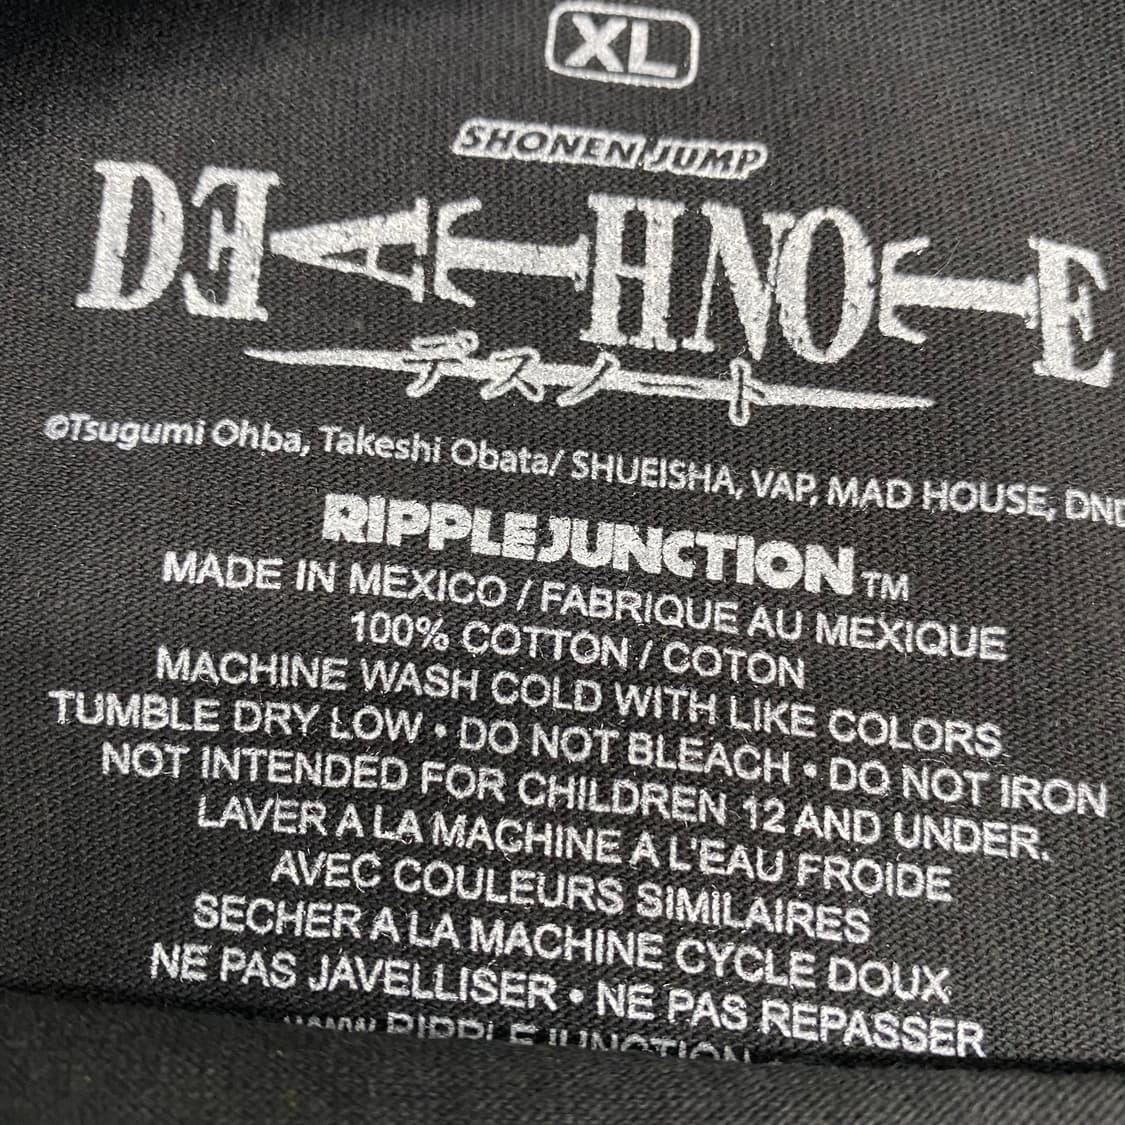 XL
SHONEN JUMP
DEATH NOTE
デスノート
©Tsugumi Ohba, Takeshi Obata/ SHUEISHA, VAP, MAD HOUSE, DND
RIPPLE JUNCTION TM
MADE IN MEXICO / FABRIQUE AU MEXIQUE
100% COTTON / COTON
MACHINE WASH COLD WITH LIKE COLORS
TUMBLE DRY LOW • DO NOT BLEACH • DO NOT IRON
NOT INTENDED FOR CHILDREN 12 AND UNDER.
LAVER A LA MACHINE A L'EAU FROIDE
AVEC COULEURS SIMILAIRES
SECHER A LA MACHINE CYCLE DOUX
NE PAS JAVELLISER • NE PAS REPASSER
www.RIPPLEJUNCTION